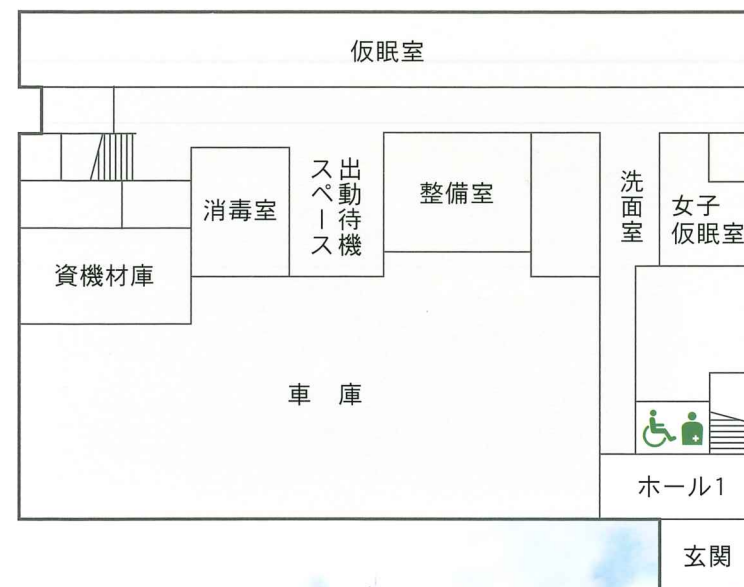 仮眠室
消毒室
出動待機
スペース
整備室
洗面室
女子
仮眠室
資機材庫
車 庫
ホール1
玄関